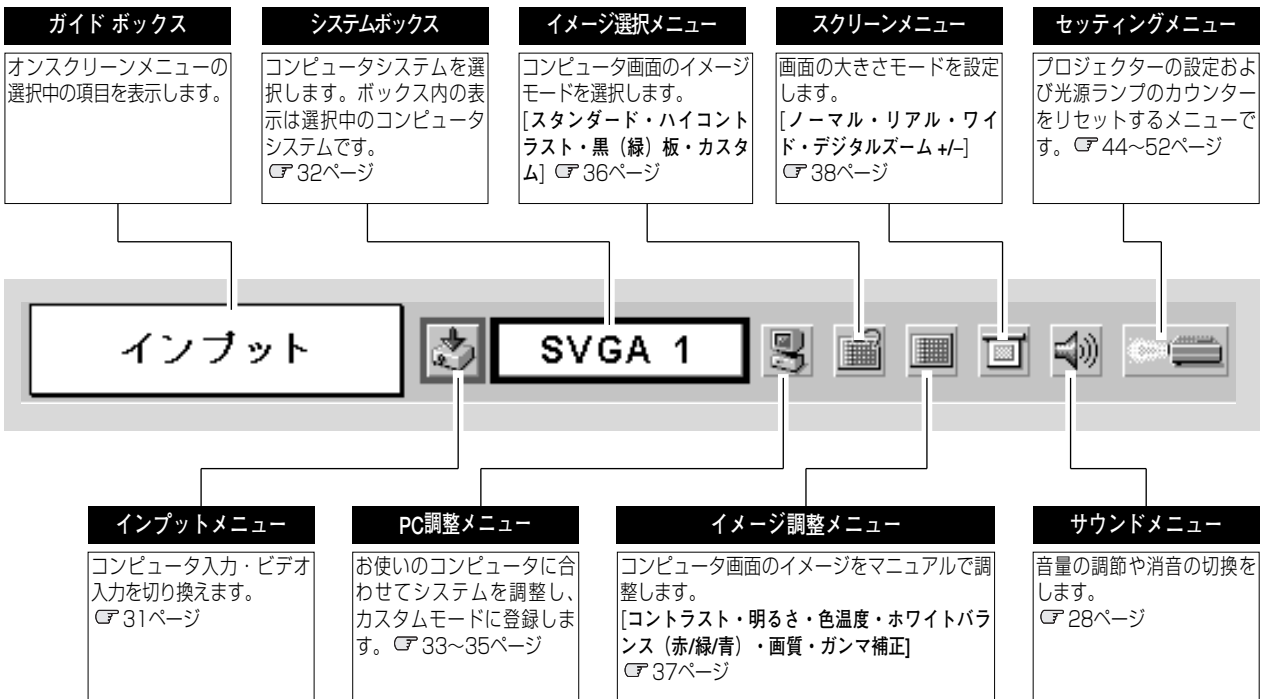 ガイド ボックス
オンスクリーンメニューの
選択中の項目を表示します。
システムボックス
コンピュータシステムを選
択します。ボックス内の表
示は選択中のコンピュータ
システムです。
☞32ページ
イメージ選択メニュー
コンピュータ画面のイメージ
モードを選択します。
[スタンダード・ハイコント
ラスト・黒（緑）板・カスタ
ム] ☞36ページ
スクリーンメニュー
画面の大きさモードを設定
します。
[ノーマル・リアル・ワイ
ド・デジタルズーム +/–]
☞38ページ
セッティングメニュー
プロジェクターの設定およ
び光源ランプのカウンター
をリセットするメニューで
す。☞44～52ページ
インプット
SVGA 1
インプットメニュー
コンピュータ入力・ビデオ
入力を切り換えます。
☞31ページ
PC調整メニュー
お使いのコンピュータに合
わせてシステムを調整し、
カスタムモードに登録しま
す。☞33～35ページ
イメージ調整メニュー
コンピュータ画面のイメージをマニュアルで調
整します。
[コントラスト・明るさ・色温度・ホワイトバラ
ンス（赤/緑/青）・画質・ガンマ補正]
☞37ページ
サウンドメニュー
音量の調節や消音の切換を
します。
☞28ページ